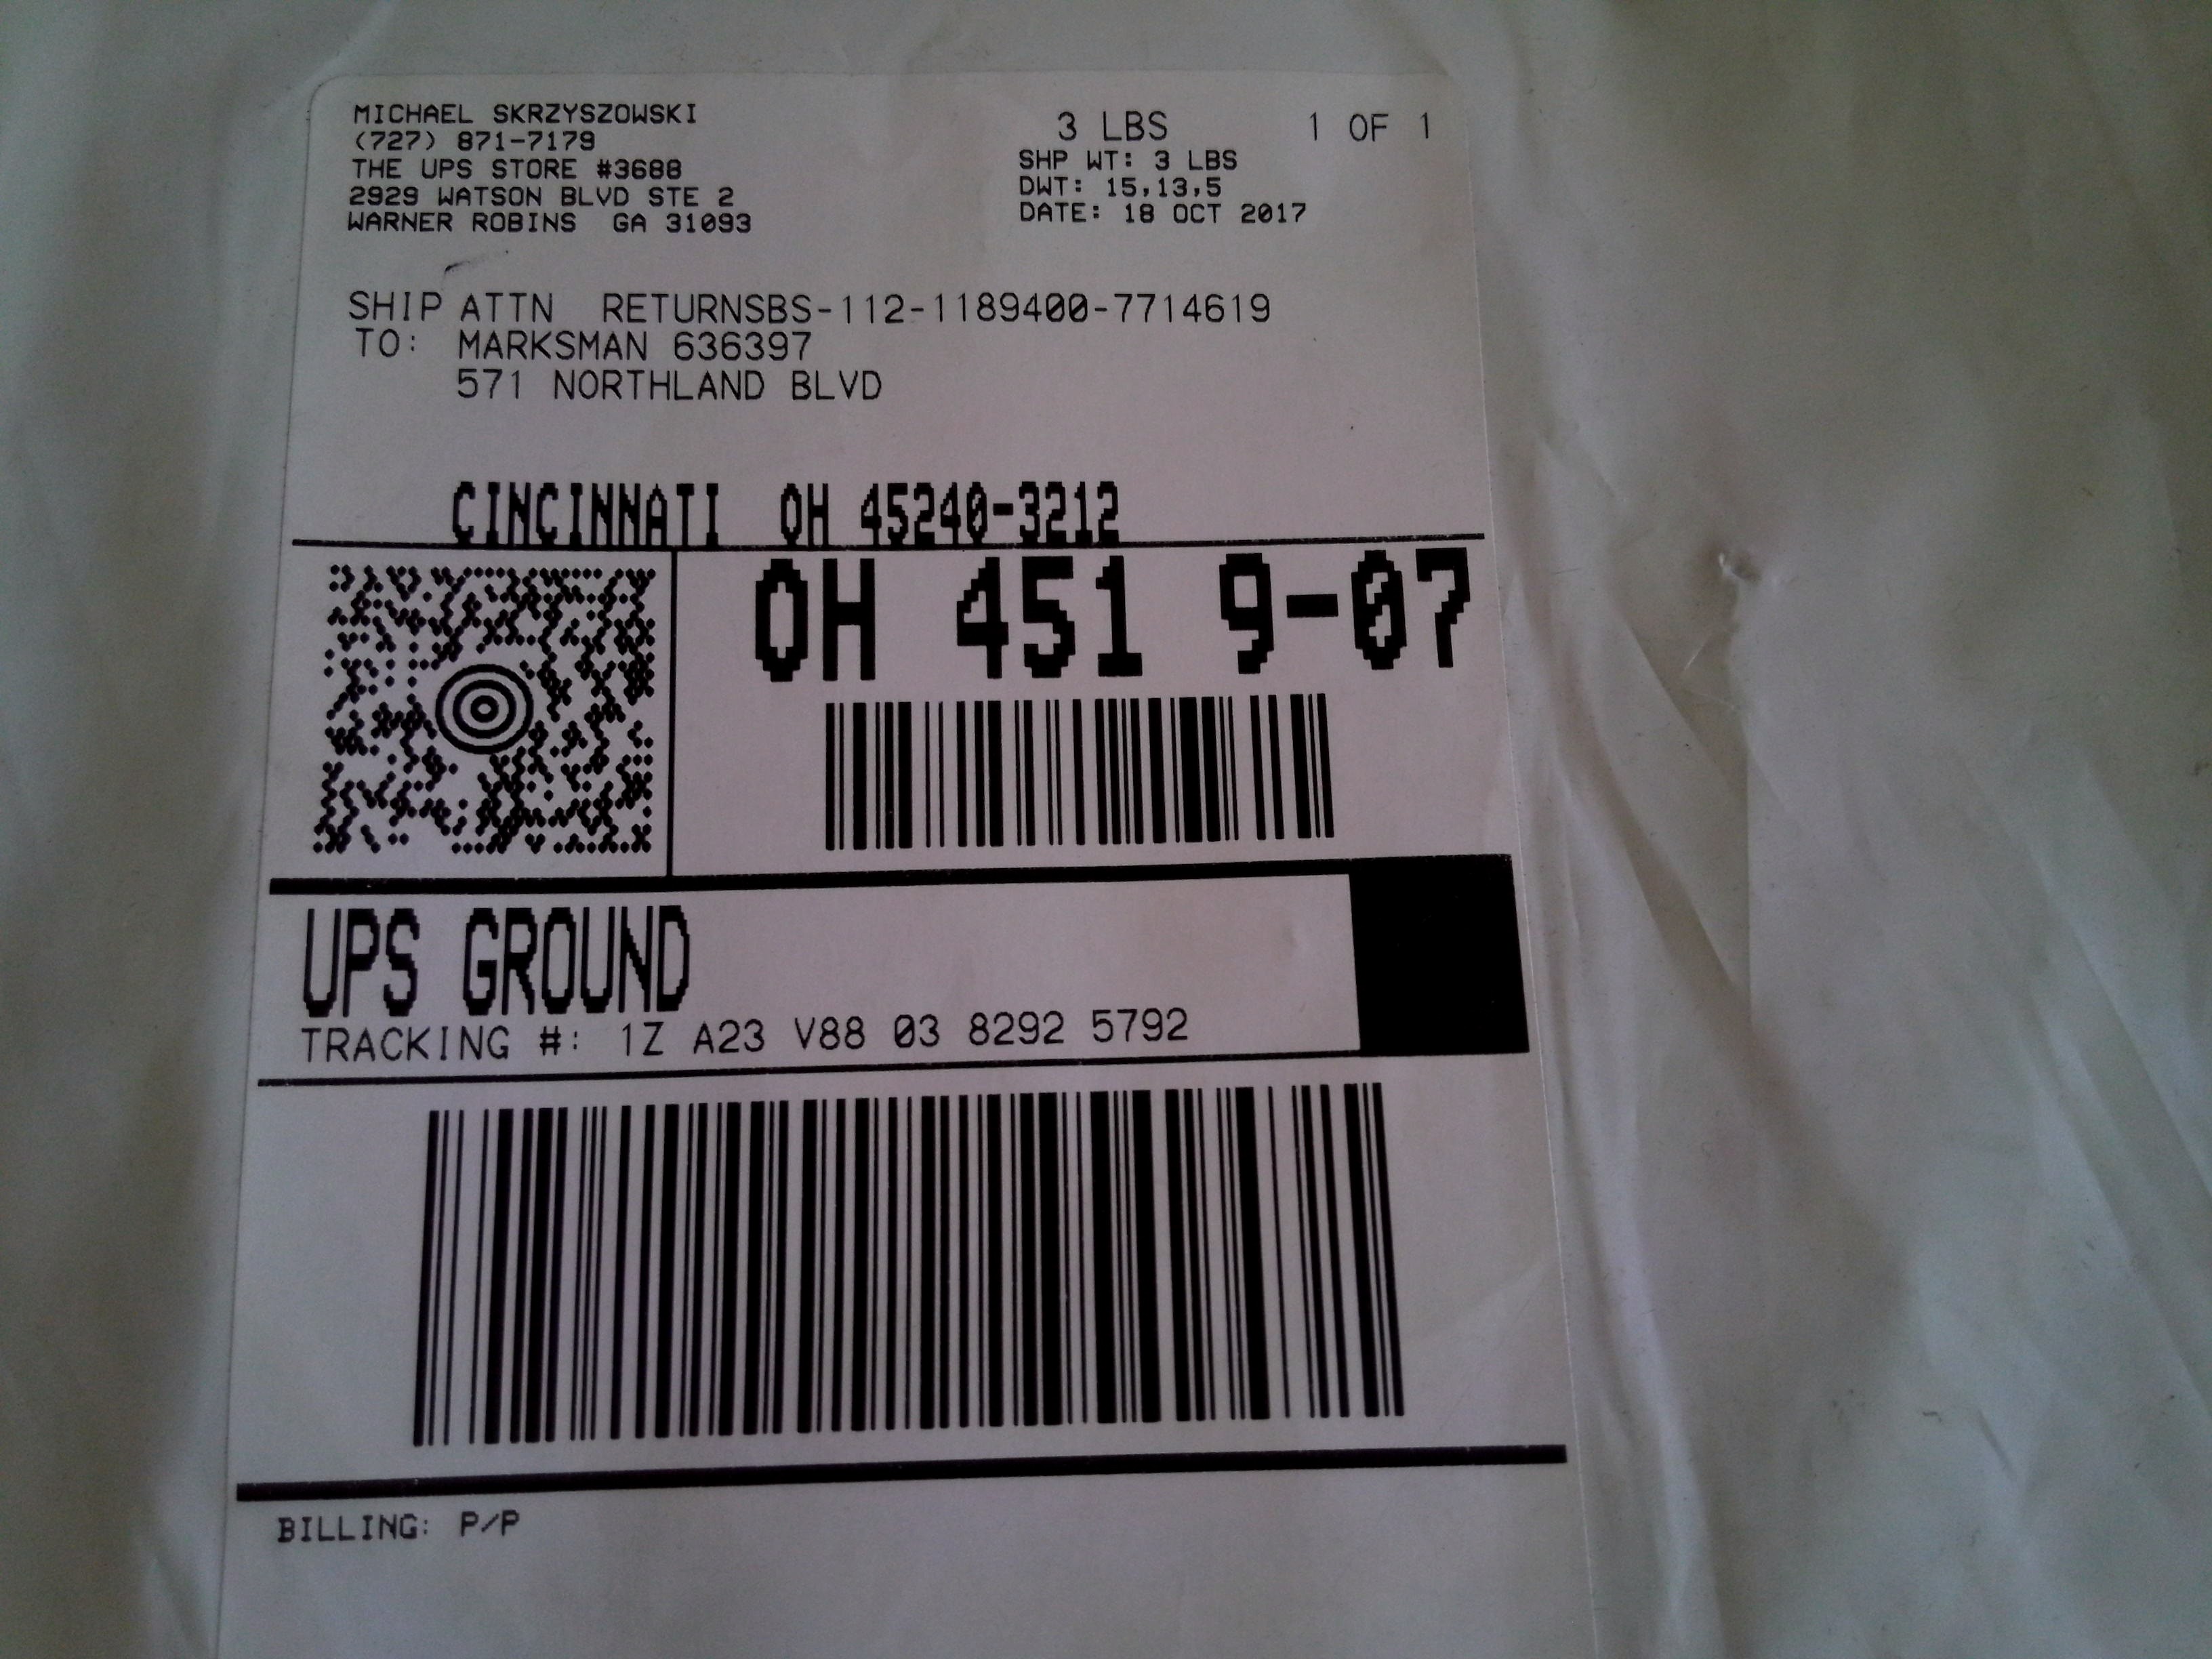 MICHAEL SKRZYSZOWSKI
(727) 871-7179
THE UPS STORE #3688
2929 WATSON BLVD STE 2
WARNER ROBINS GA 31093
3 LBS 1 OF 1
SHP WT: 3 LBS
DWT: 15,13,5
DATE: 18 OCT 2017
SHIP ATTN RETURNSBS-112-1189400-7714619
TO: MARKSMAN 636397
571 NORTHLAND BLVD
CINCINNATI OH 45240-3212
OH 451 9-07
UPS GROUND
TRACKING #: 1Z A23 V88 03 8292 5792
BILLING: P/P